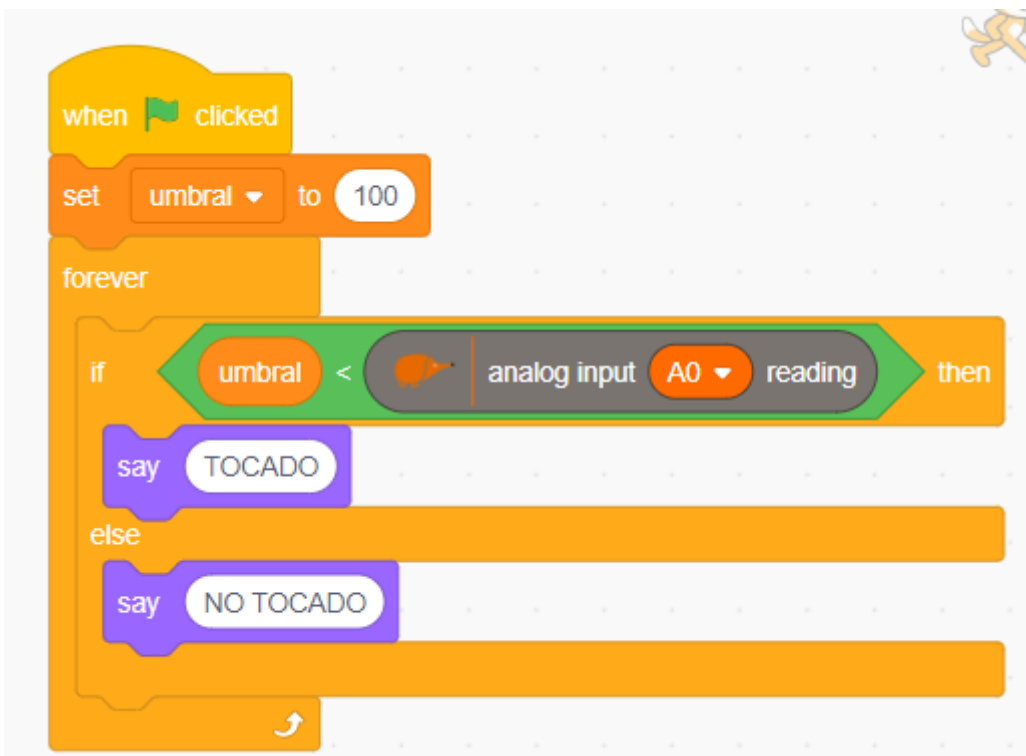 when clicked
set umbral to 100
forever
if umbral < analog input A0 reading then
say TOCADO
else
say NO TOCADO